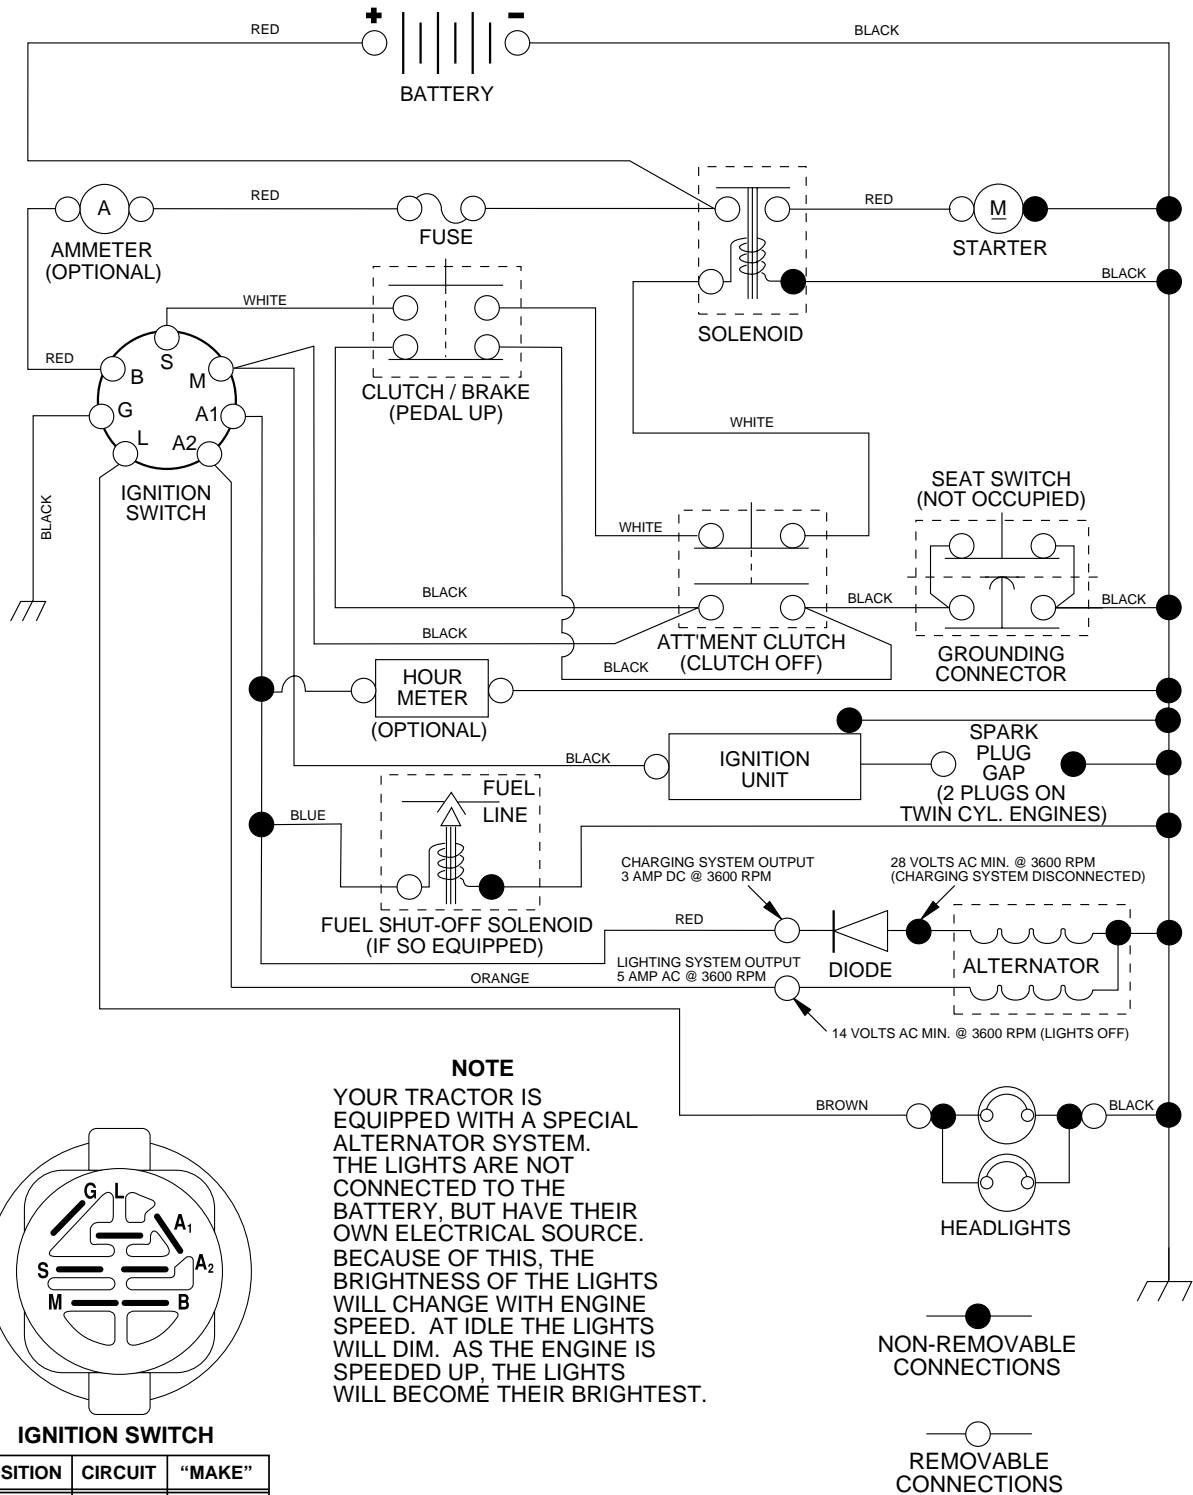 + −
RED
BLACK
BATTERY
A
RED
RED
M
AMMETER
(OPTIONAL)
FUSE
STARTER
BLACK
WHITE
SOLENOID
RED
S
B
M
CLUTCH / BRAKE
(PEDAL UP)
G
A1
L
A2
WHITE
IGNITION
SWITCH
BLACK
SEAT SWITCH
(NOT OCCUPIED)
WHITE
BLACK
BLACK
BLACK
BLACK
ATT'MENT CLUTCH
(CLUTCH OFF)
BLACK
GROUNDING
CONNECTOR
HOUR
METER
(OPTIONAL)
BLACK
IGNITION
UNIT
SPARK
PLUG
GAP
(2 PLUGS ON
TWIN CYL. ENGINES)
FUEL
LINE
BLUE
CHARGING SYSTEM OUTPUT
3 AMP DC @ 3600 RPM
28 VOLTS AC MIN. @ 3600 RPM
(CHARGING SYSTEM DISCONNECTED)
FUEL SHUT-OFF SOLENOID
(IF SO EQUIPPED)
RED
LIGHTING SYSTEM OUTPUT
5 AMP AC @ 3600 RPM
DIODE
ALTERNATOR
ORANGE
14 VOLTS AC MIN. @ 3600 RPM (LIGHTS OFF)
NOTE
YOUR TRACTOR IS
EQUIPPED WITH A SPECIAL
ALTERNATOR SYSTEM.
THE LIGHTS ARE NOT
CONNECTED TO THE
BATTERY, BUT HAVE THEIR
OWN ELECTRICAL SOURCE.
BECAUSE OF THIS, THE
BRIGHTNESS OF THE LIGHTS
WILL CHANGE WITH ENGINE
SPEED. AT IDLE THE LIGHTS
WILL DIM. AS THE ENGINE IS
SPEEDED UP, THE LIGHTS
WILL BECOME THEIR BRIGHTEST.
BROWN
BLACK
HEADLIGHTS
G L
A1
A2
S
M
B
IGNITION SWITCH
SITION CIRCUIT “MAKE”
NON-REMOVABLE
CONNECTIONS
REMOVABLE
CONNECTIONS